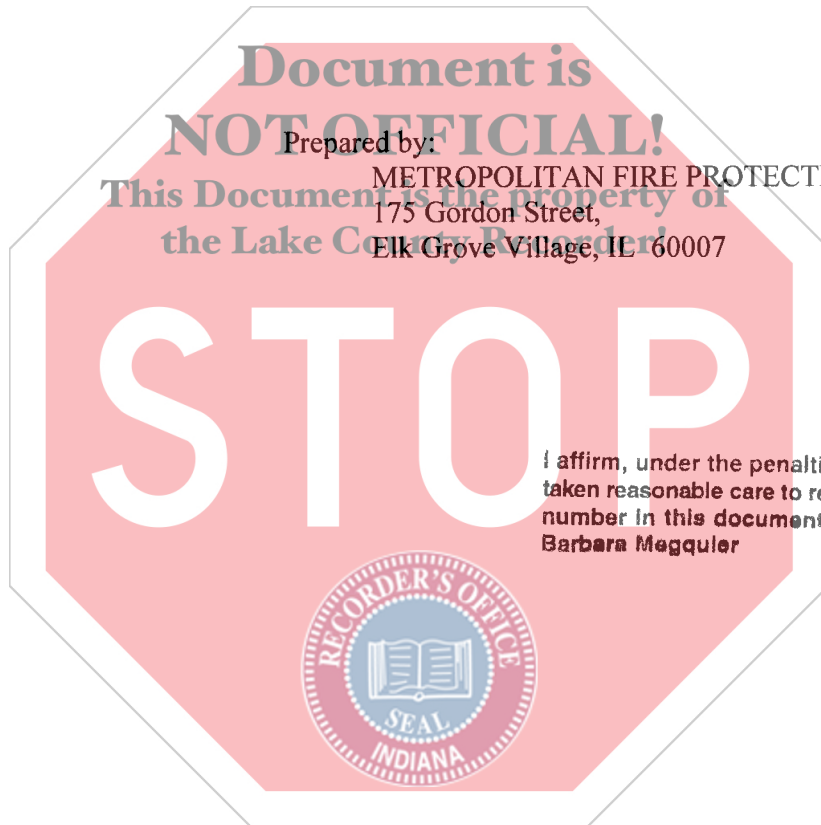 Document is
NOT OFFICIAL!
This Document is the property of
the Lake County Recorder!
Prepared by:
METROPOLITAN FIRE PROTECTI
175 Gordon Street,
Elk Grove Village, IL 60007
STOP
I affirm, under the penalti
taken reasonable care to re
number in this document
Barbara Megquier
RECORDER'S OFFICE
SEAL
INDIANA